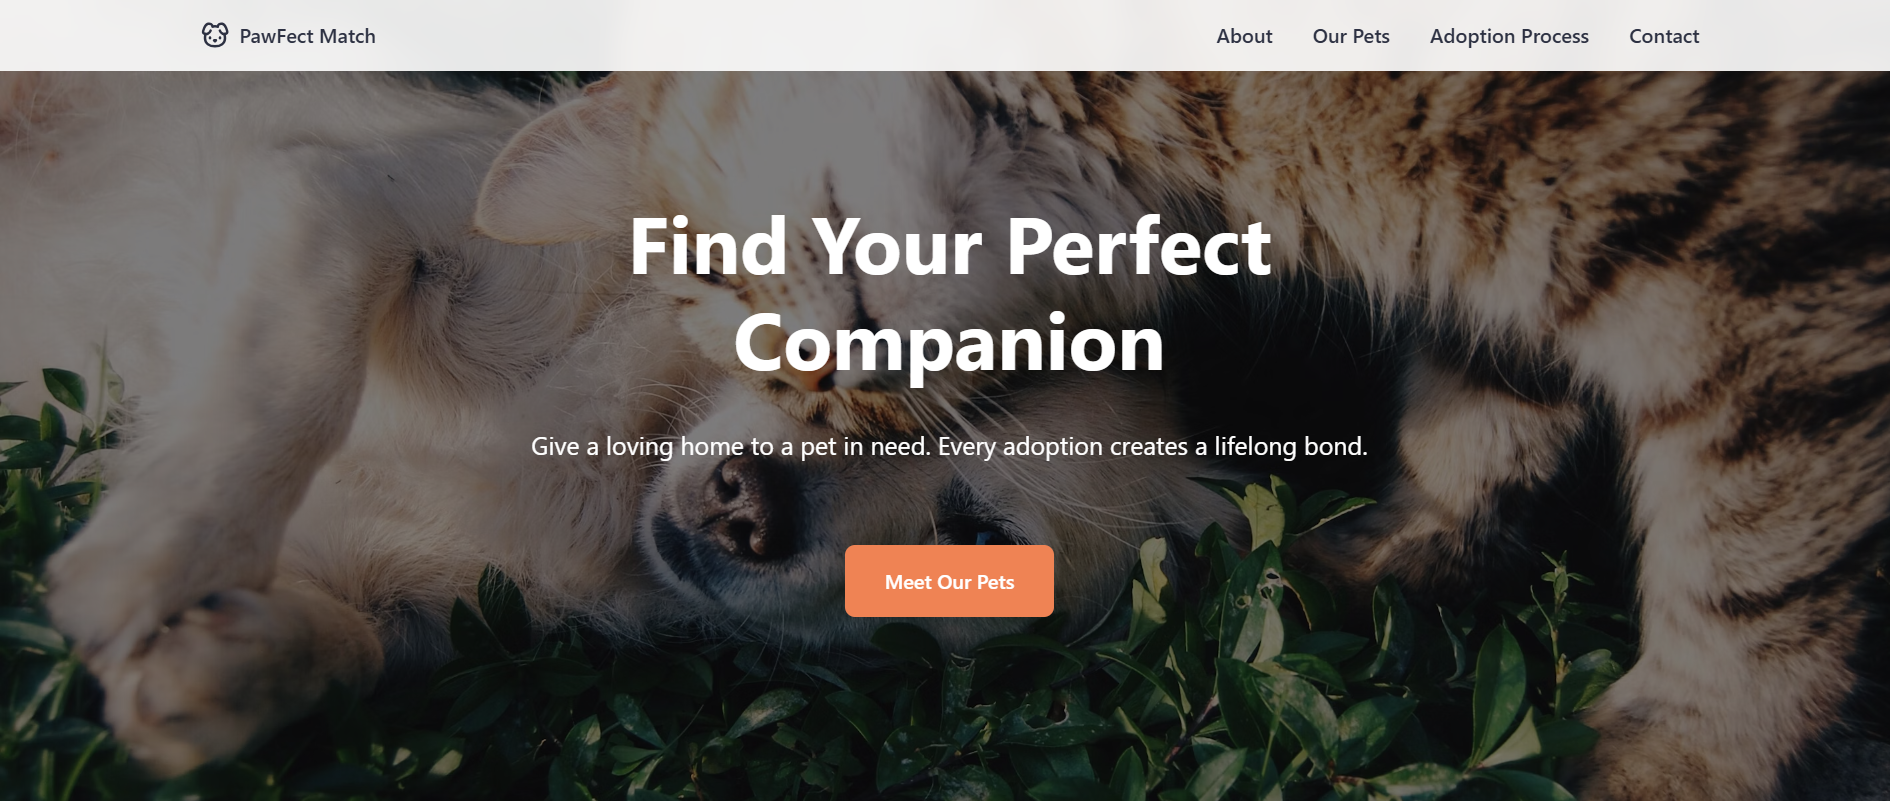 PawFect Match
About
Our Pets
Adoption Process
Contact
Find Your Perfect
Companion
Give a loving home to a pet in need. Every adoption creates a lifelong bond.
Meet Our Pets